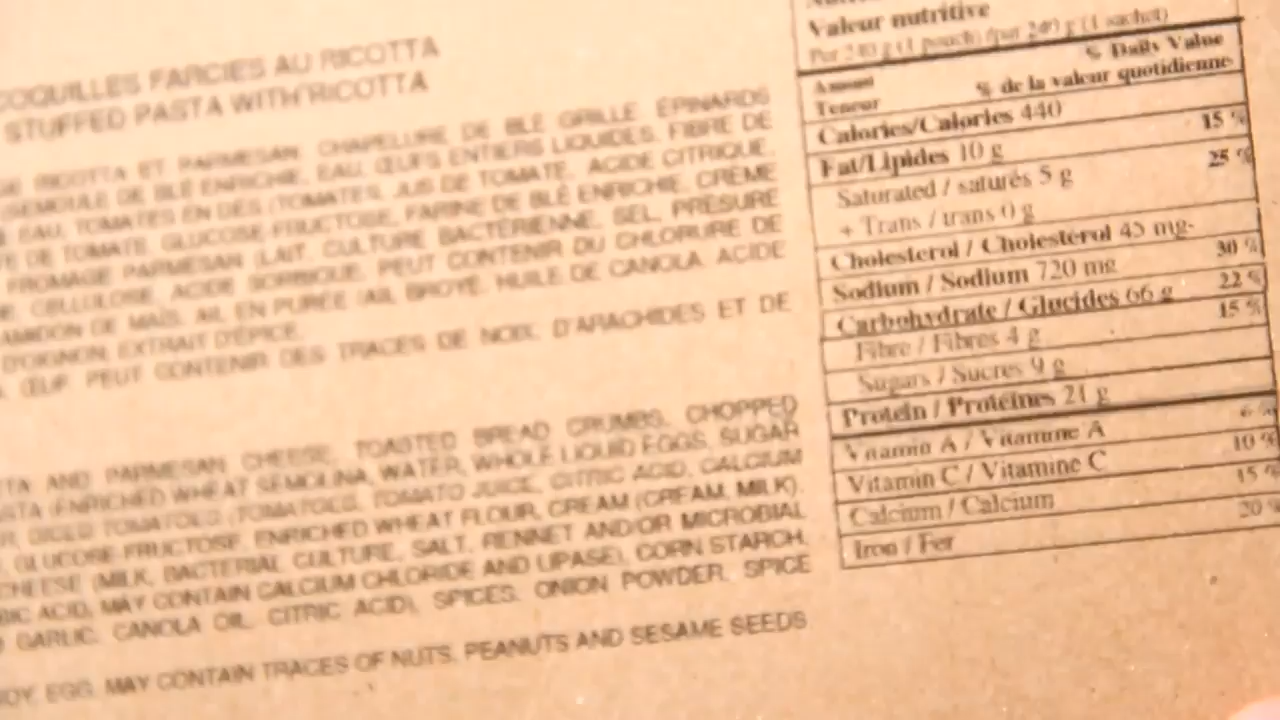 COQUILLES FARCIES AU RICOTTA
STUFFED PASTA WITH RICOTTA
RICOTTA ET PARMESAN CHAPELURE DE BLÉ GRILLÉ ÉPINARDS
SEMOULE DE BLÉ ENRICHIE, EAU, ŒUFS ENTIERS LIQUIDES, FIBRE DE
EAU, TOMATES EN DÉS (TOMATES, JUS DE TOMATE, ACIDE CITRIQUE,
DE TOMATE, GLUCOSE-FRUCTOSE, FARINE DE BLÉ ENRICHIE, CRÈME
FROMAGE PARMESAN (LAIT, CULTURE BACTÉRIENNE, SEL, PRÉSURE
CELLULOSE, ACIDE SORBIQUE, PEUT CONTENIR DU CHLORURE DE
AMIDON DE MAÏS, AIL EN PURÉE (AIL BROYÉ, HUILE DE CANOLA, ACIDE
D'OIGNON, EXTRAIT D'ÉPICE.
ŒUF. PEUT CONTENIR DES TRACES DE NOIX, D'ARACHIDES ET DE
AND PARMESAN CHEESE, TOASTED BREAD CRUMBS, CHOPPED
(ENRICHED WHEAT SEMOLINA, WATER, WHOLE LIQUID EGGS, SUGAR
DICED TOMATOES (TOMATOES, TOMATO JUICE, CITRIC ACID, CALCIUM
GLUCOSE FRUCTOSE, ENRICHED WHEAT FLOUR, CREAM (CREAM, MILK),
CHEESE (MILK, BACTERIAL CULTURE, SALT, RENNET AND/OR MICROBIAL
ACID, MAY CONTAIN CALCIUM CHLORIDE AND LIPASE), CORN STARCH,
GARLIC, CANOLA OIL, CITRIC ACID), SPICES, ONION POWDER, SPICE
EGG. MAY CONTAIN TRACES OF NUTS, PEANUTS AND SESAME SEEDS
Valeur nutritive
Per 240 g (1 pouch) /par 240 g (1 sachet)
Amount % Daily Value
Teneur % de la valeur quotidienne
Calories/Calories 440
Fat/Lipides 10 g 15 %
Saturated / saturés 5 g 25 %
+ Trans / trans 0 g
Cholesterol / Cholestérol 45 mg
Sodium / Sodium 720 mg 30 %
Carbohydrate / Glucides 66 g 22 %
Fibre / Fibres 4 g 15 %
Sugars / Sucres 9 g
Protein / Protéines 21 g
Vitamin A / Vitamine A 6 %
Vitamin C / Vitamine C 10 %
Calcium / Calcium 15 %
Iron / Fer 20 %